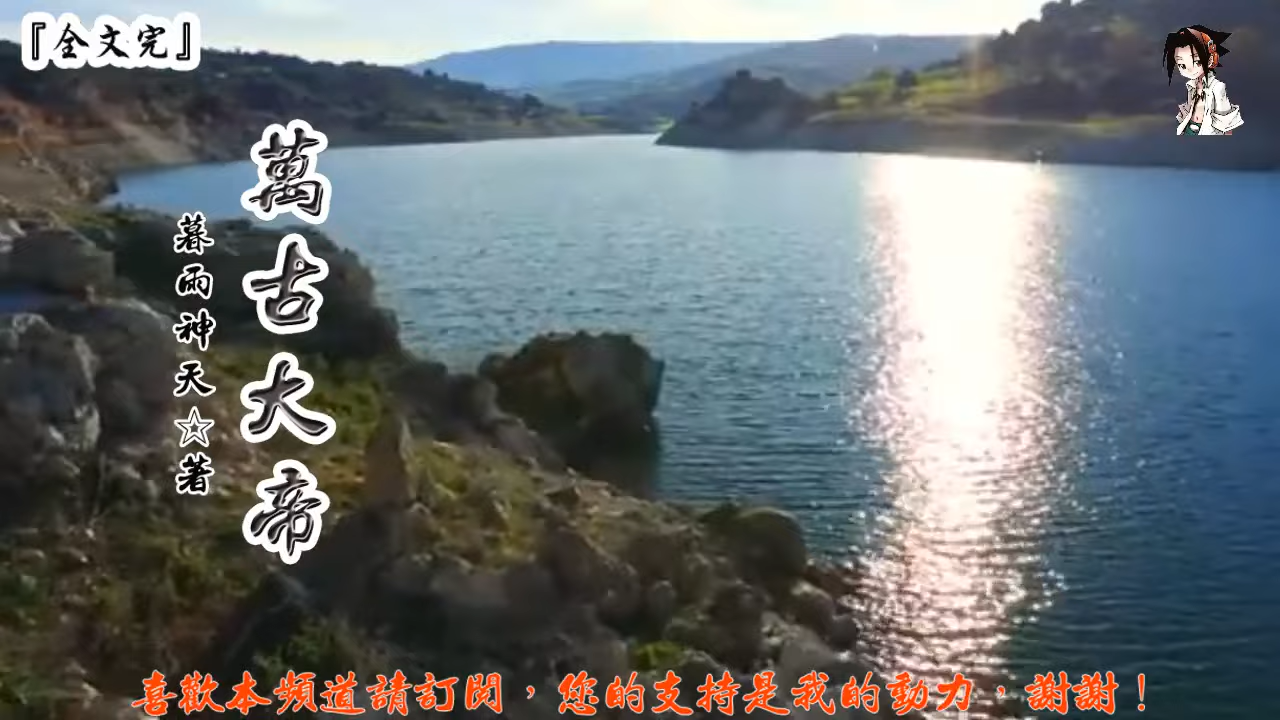 『全文完』
萬古大帝
暮雨神天☆著
喜歡本頻道請訂閱，您的支持是我的動力，謝謝！